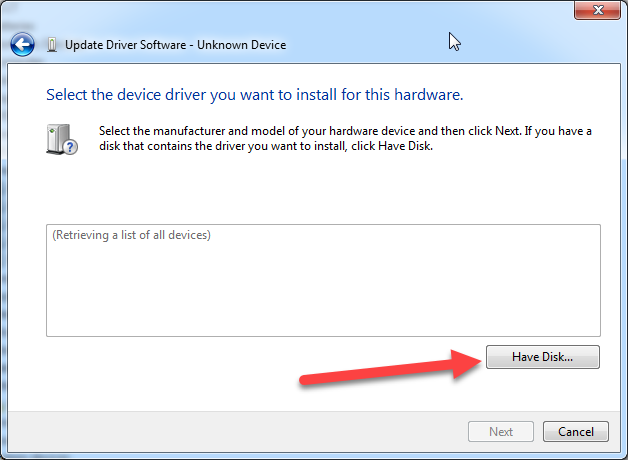 Update Driver Software - Unknown Device
Select the device driver you want to install for this hardware.
Select the manufacturer and model of your hardware device and then click Next. If you have a
disk that contains the driver you want to install, click Have Disk.
(Retrieving a list of all devices)
Have Disk...
Next
Cancel